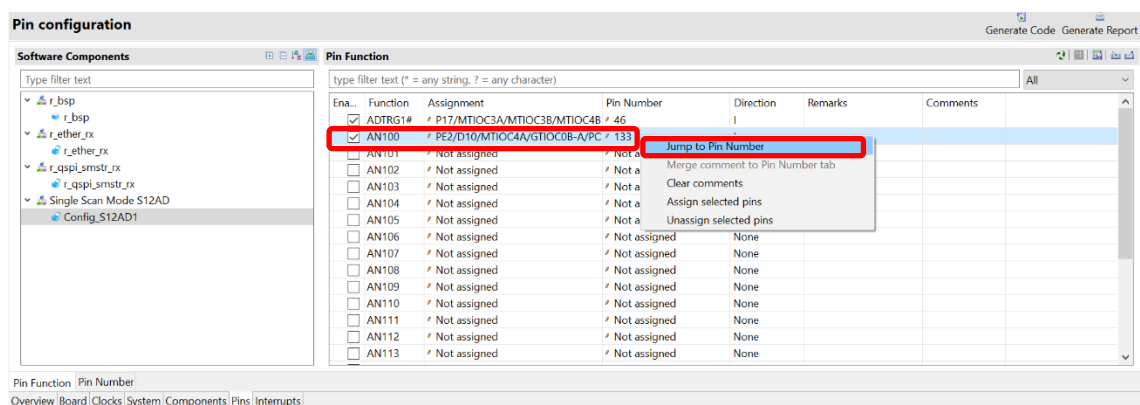 Pin configuration
Generate Code Generate Report
Software Components
Pin Function
Type filter text
type filter text (* = any string, ? = any character)
All
r_bsp
r_bsp
r_ether_rx
r_ether_rx
r_qspi_smstr_rx
r_qspi_smstr_rx
Single Scan Mode S12AD
Config_S12AD1
Ena... Function Assignment Pin Number Direction Remarks Comments
ADTRG1# P17/MTIOC3A/MTIOC3B/MTIOC4B 46 I
AN100 PE2/D10/MTIOC4A/GTIOC0B-A/PC 133
AN101 Not assigned Not a
AN102 Not assigned Not a
AN103 Not assigned Not a
AN104 Not assigned Not a
AN105 Not assigned Not a
AN106 Not assigned Not assigned None
AN107 Not assigned Not assigned None
AN108 Not assigned Not assigned None
AN109 Not assigned Not assigned None
AN110 Not assigned Not assigned None
AN111 Not assigned Not assigned None
AN112 Not assigned Not assigned None
AN113 Not assigned Not assigned None
Jump to Pin Number
Merge comment to Pin Number tab
Clear comments
Assign selected pins
Unassign selected pins
Pin Function Pin Number
Overview Board Clocks System Components Pins Interrupts